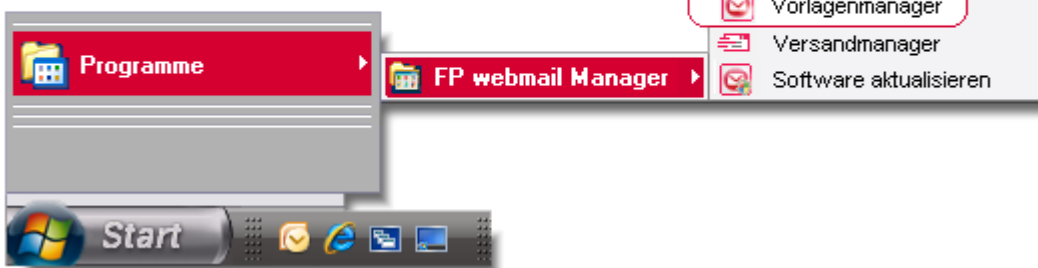 Vorlagenmanager
Programme
FP webmail Manager
Versandmanager
Software aktualisieren
Start